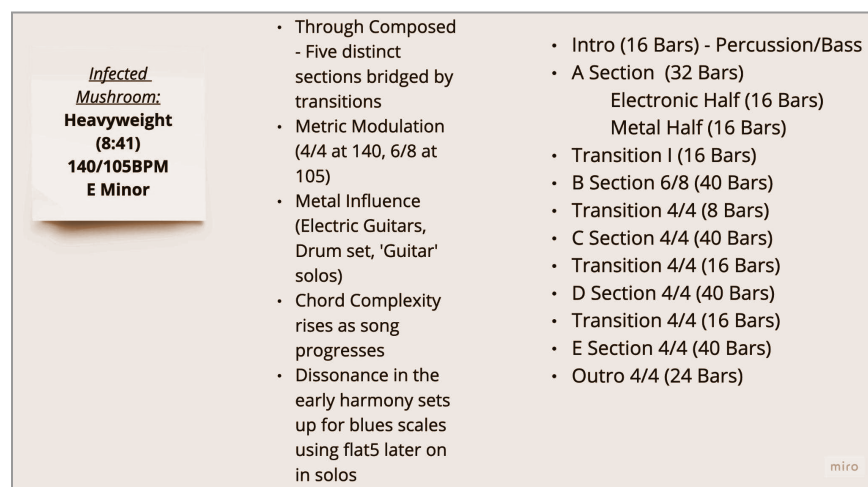 Infected
Mushroom:
Heavyweight
(8:41)
140/105BPM
E Minor
• Through Composed
- Five distinct
sections bridged by
transitions
• Metric Modulation
(4/4 at 140, 6/8 at
105)
• Metal Influence
(Electric Guitars,
Drum set, 'Guitar'
solos)
• Chord Complexity
rises as song
progresses
• Dissonance in the
early harmony sets
up for blues scales
using flat5 later on
in solos
• Intro (16 Bars) - Percussion/Bass
• A Section (32 Bars)
Electronic Half (16 Bars)
Metal Half (16 Bars)
• Transition I (16 Bars)
• B Section 6/8 (40 Bars)
• Transition 4/4 (8 Bars)
• C Section 4/4 (40 Bars)
• Transition 4/4 (16 Bars)
• D Section 4/4 (40 Bars)
• Transition 4/4 (16 Bars)
• E Section 4/4 (40 Bars)
• Outro 4/4 (24 Bars)
miro